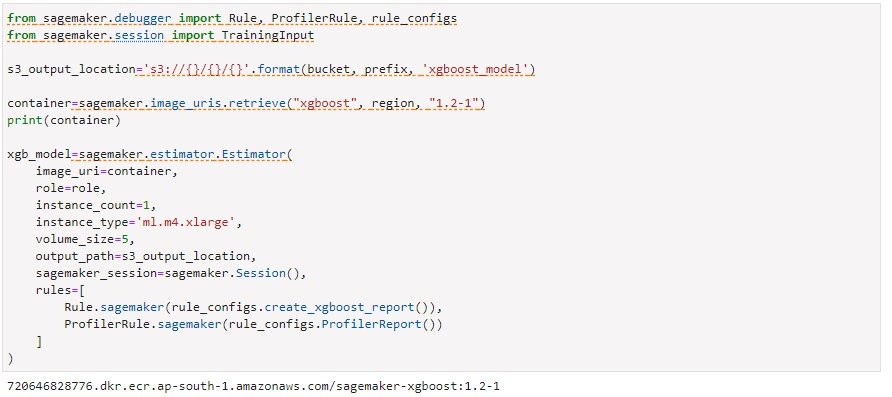 from sagemaker.debugger import Rule, ProfilerRule, rule_configs
from sagemaker.session import TrainingInput

s3_output_location='s3://{}/{}/{}'.format(bucket, prefix, 'xgboost_model')

container=sagemaker.image_uris.retrieve("xgboost", region, "1.2-1")
print(container)

xgb_model=sagemaker.estimator.Estimator(
    image_uri=container,
    role=role,
    instance_count=1,
    instance_type='ml.m4.xlarge',
    volume_size=5,
    output_path=s3_output_location,
    sagemaker_session=sagemaker.Session(),
    rules=[
        Rule.sagemaker(rule_configs.create_xgboost_report()),
        ProfilerRule.sagemaker(rule_configs.ProfilerReport())
    ]
)
720646828776.dkr.ecr.ap-south-1.amazonaws.com/sagemaker-xgboost:1.2-1